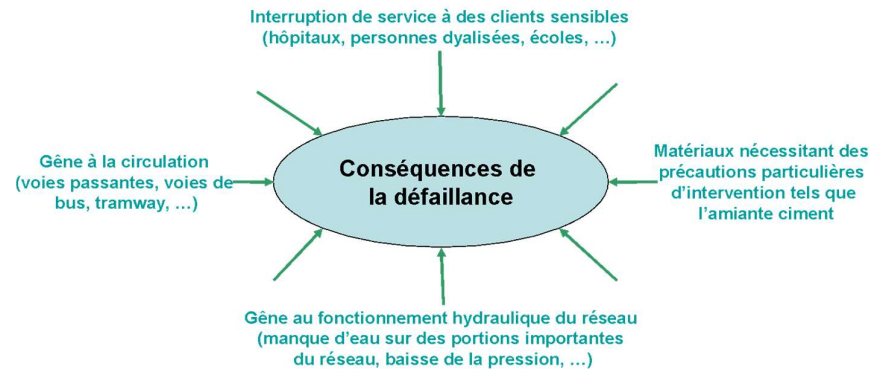 Interruption de service à des clients sensibles
(hôpitaux, personnes dyalisées, écoles, …)
Gêne à la circulation
(voies passantes, voies de
bus, tramway, …)
Conséquences de
la défaillance
Matériaux nécessitant des
précautions particulières
d'intervention tels que
l'amiante ciment
Gêne au fonctionnement hydraulique du réseau
(manque d'eau sur des portions importantes
du réseau, baisse de la pression, …)